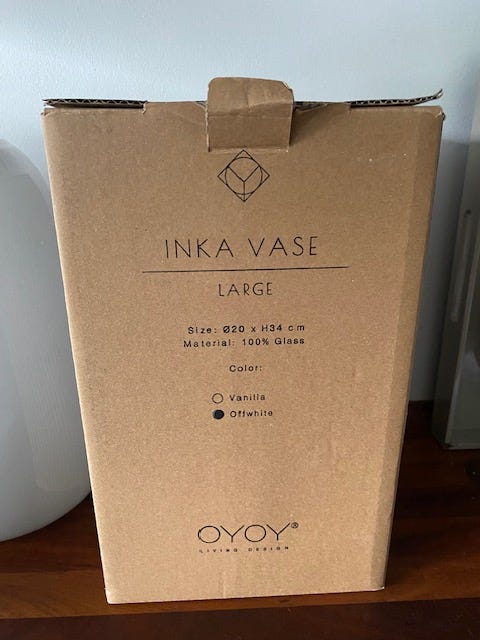 INKA VASE
LARGE
Size: Ø20 x H34 cm
Material: 100% Glass
Color:
Vanilla
Offwhite
OYOY®
LIVING DESIGN